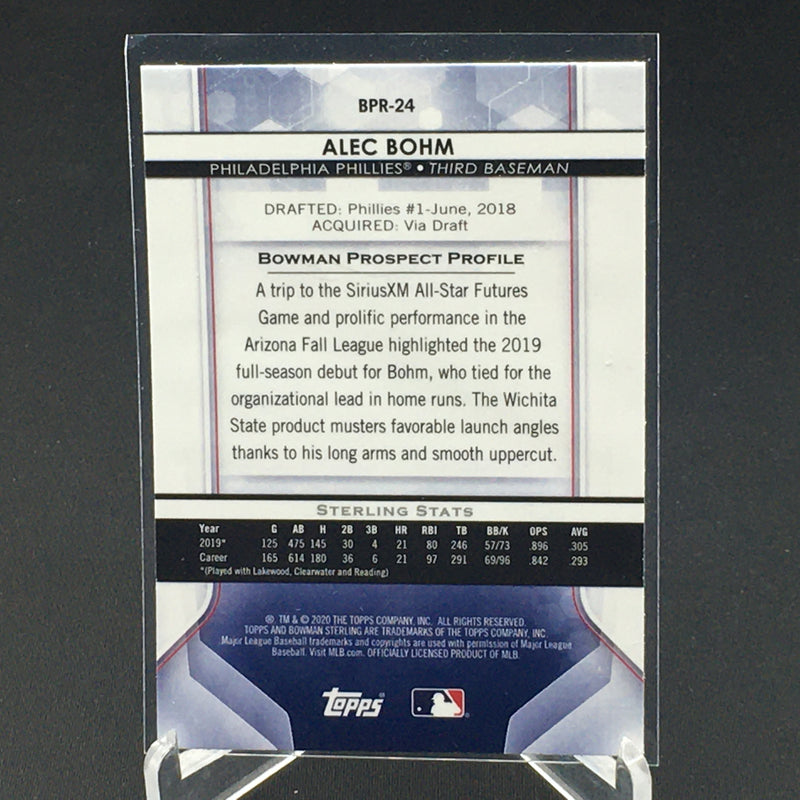 BPR-24
ALEC BOHM
PHILADELPHIA PHILLIES® • THIRD BASEMAN
DRAFTED: Phillies #1-June, 2018
ACQUIRED: Via Draft
BOWMAN PROSPECT PROFILE
A trip to the SiriusXM All-Star Futures
Game and prolific performance in the
Arizona Fall League highlighted the 2019
full-season debut for Bohm, who tied for the
organizational lead in home runs. The Wichita
State product musters favorable launch angles
thanks to his long arms and smooth uppercut.
STERLING STATS
Year G AB H 2B 3B HR RBI TB BB/K OPS AVG
2019* 125 475 145 30 4 21 80 246 57/73 .896 .305
Career 165 614 180 36 6 21 97 291 69/96 .842 .293
*(Played with Lakewood, Clearwater and Reading)
®, TM & © 2020 THE TOPPS COMPANY, INC. ALL RIGHTS RESERVED.
TOPPS AND BOWMAN STERLING ARE TRADEMARKS OF THE TOPPS COMPANY, INC.
Major League Baseball trademarks and copyrights are used with permission of Major League
Baseball. Visit MLB.com. OFFICIALLY LICENSED PRODUCT OF MLB.
Topps®